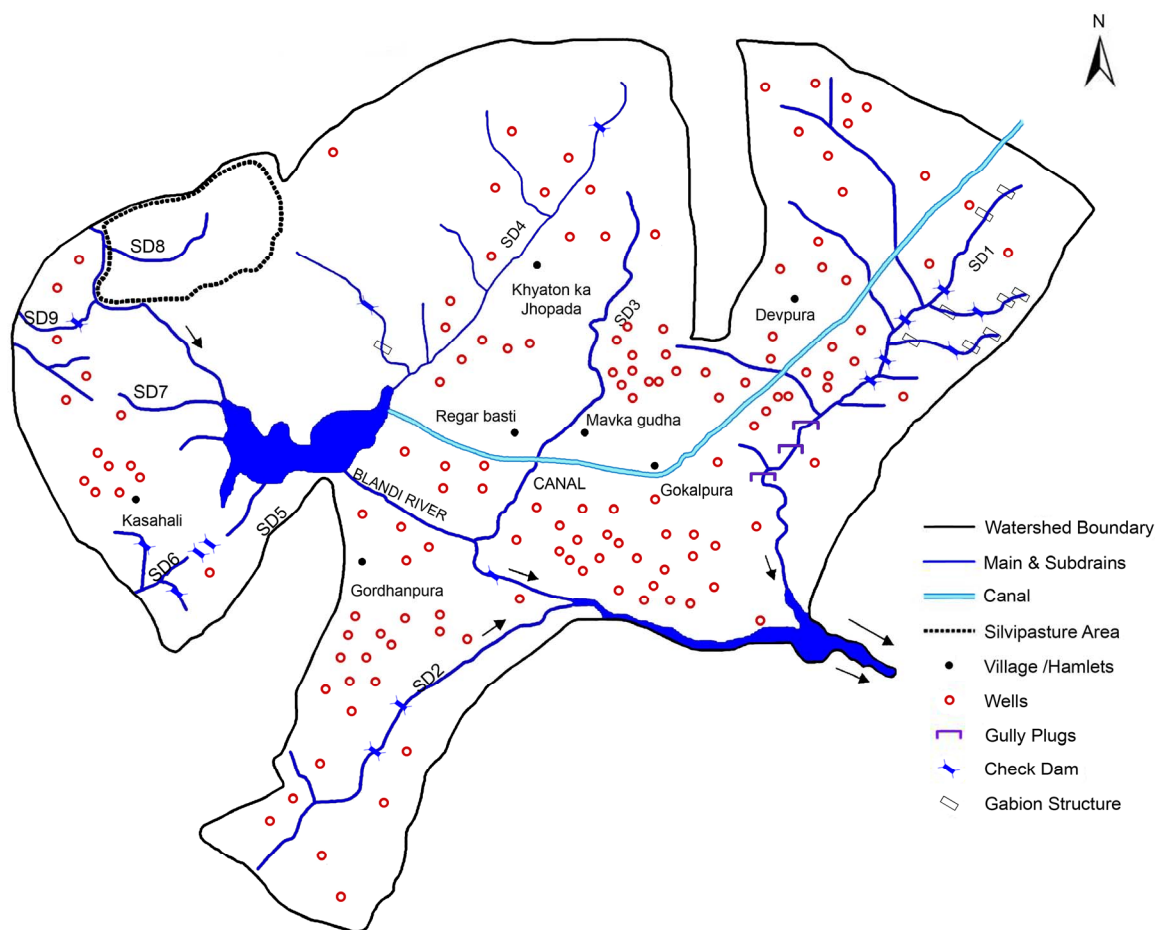 N
SD8
SD4
SD1
SD9
Khyaton ka
Jhopada
SD3
Devpura
SD7
Regar basti
Mavka gudha
BLANDI RIVER
CANAL
Gokalpura
Kasahali
SD5
SD6
Gordhanpura
SD2
Watershed Boundary
Main & Subdrains
Canal
Silvipasture Area
Village /Hamlets
Wells
Gully Plugs
Check Dam
Gabion Structure